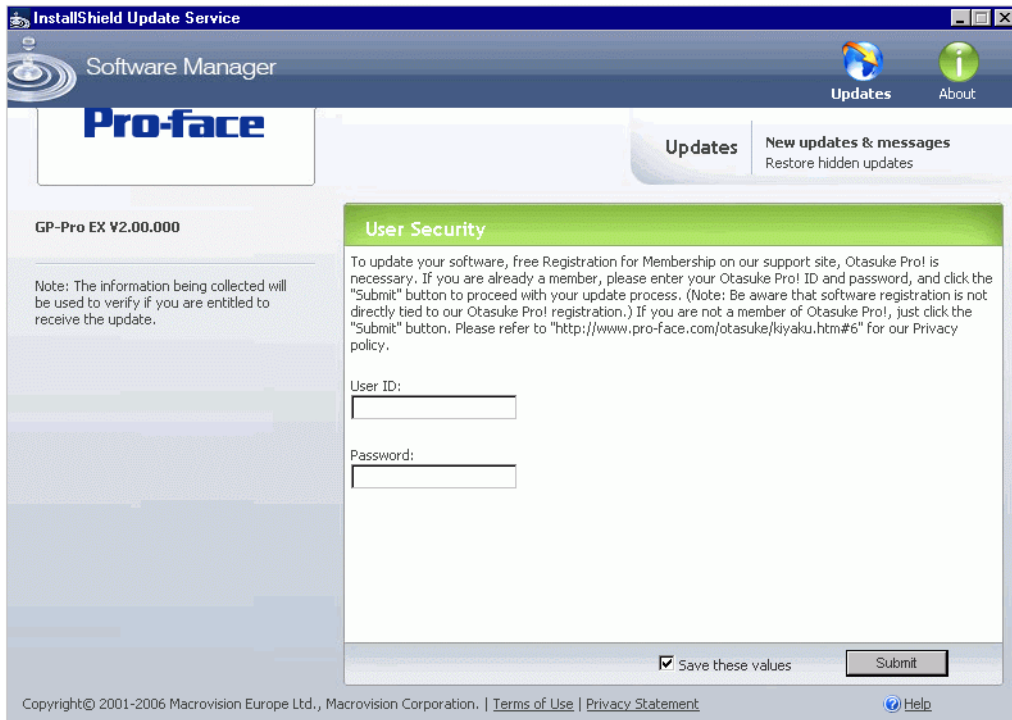 InstallShield Update Service
Software Manager
Updates
About
Pro-face
Updates
New updates & messages
Restore hidden updates
GP-Pro EX V2.00.000
Note: The information being collected will
be used to verify if you are entitled to
receive the update.
User Security
To update your software, free Registration for Membership on our support site, Otasuke Pro! is
necessary. If you are already a member, please enter your Otasuke Pro! ID and password, and click the
"Submit" button to proceed with your update process. (Note: Be aware that software registration is not
directly tied to our Otasuke Pro! registration.) If you are not a member of Otasuke Pro!, just click the
"Submit" button. Please refer to "http://www.pro-face.com/otasuke/kiyaku.htm#6" for our Privacy
policy.
User ID:
Password:
Save these values
Submit
Copyright© 2001-2006 Macrovision Europe Ltd., Macrovision Corporation. | Terms of Use | Privacy Statement
Help